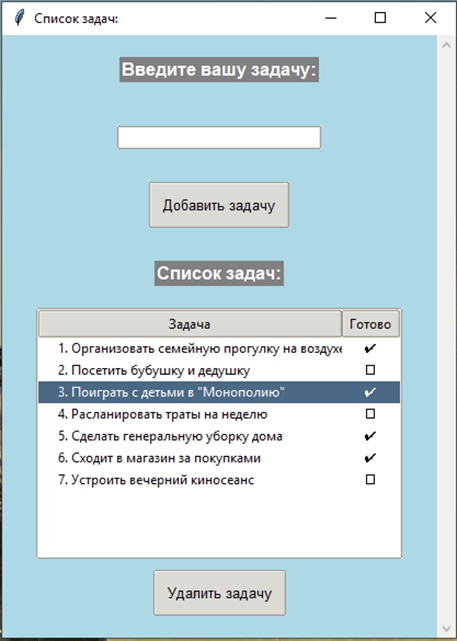 Список задач:
Введите вашу задачу:
Добавить задачу
Список задач:
Задача Готово
1. Организовать семейную прогулку на воздухе ✔
2. Посетить бубушку и дедушку ☐
3. Поиграть с детьми в "Монополию" ✔
4. Расланировать траты на неделю ☐
5. Сделать генеральную уборку дома ✔
6. Сходит в магазин за покупками ✔
7. Устроить вечерний киносеанс ☐
Удалить задачу